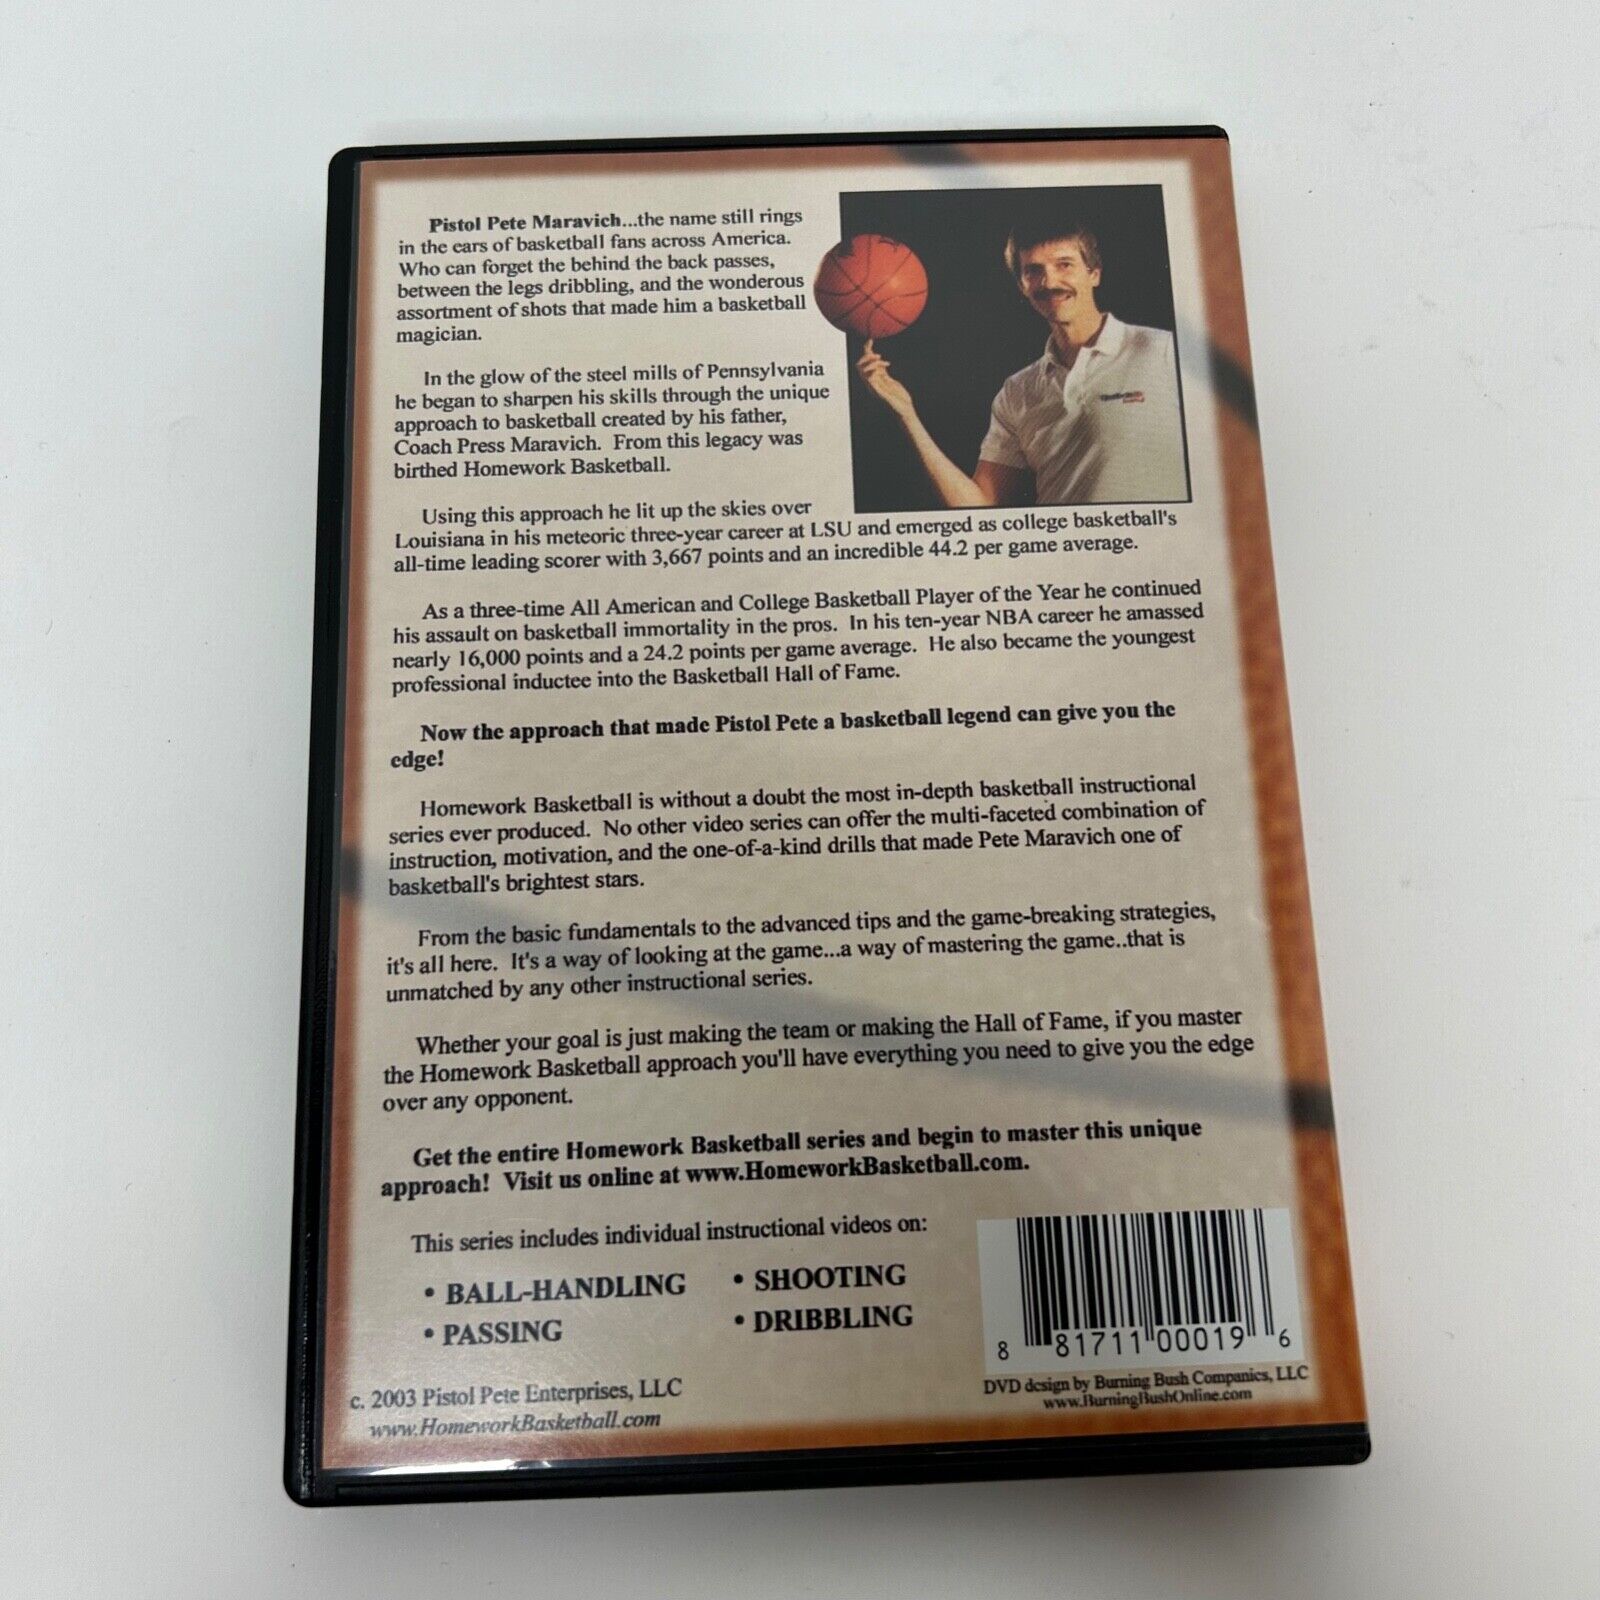 Pistol Pete Maravich...the name still rings
in the ears of basketball fans across America.
Who can forget the behind the back passes,
between the legs dribbling, and the wonderous
assortment of shots that made him a basketball
magician.
In the glow of the steel mills of Pennsylvania
he began to sharpen his skills through the unique
approach to basketball created by his father,
Coach Press Maravich. From this legacy was
birthed Homework Basketball.
Using this approach he lit up the skies over
Louisiana in his meteoric three-year career at LSU and emerged as college basketball's
all-time leading scorer with 3,667 points and an incredible 44.2 per game average.
As a three-time All American and College Basketball Player of the Year he continued
his assault on basketball immortality in the pros. In his ten-year NBA career he amassed
nearly 16,000 points and a 24.2 points per game average. He also became the youngest
professional inductee into the Basketball Hall of Fame.
Now the approach that made Pistol Pete a basketball legend can give you the
edge!
Homework Basketball is without a doubt the most in-depth basketball instructional
series ever produced. No other video series can offer the multi-faceted combination of
instruction, motivation, and the one-of-a-kind drills that made Pete Maravich one of
basketball's brightest stars.
From the basic fundamentals to the advanced tips and the game-breaking strategies,
it's all here. It's a way of looking at the game...a way of mastering the game..that is
unmatched by any other instructional series.
Whether your goal is just making the team or making the Hall of Fame, if you master
the Homework Basketball approach you'll have everything you need to give you the edge
over any opponent.
Get the entire Homework Basketball series and begin to master this unique
approach! Visit us online at www.HomeworkBasketball.com.
This series includes individual instructional videos on:
• BALL-HANDLING • SHOOTING
• PASSING • DRIBBLING
8 81711 00019 6
c. 2003 Pistol Pete Enterprises, LLC
www.HomeworkBasketball.com
DVD design by Burning Bush Companics, LLC
www.BurningBushOnline.com